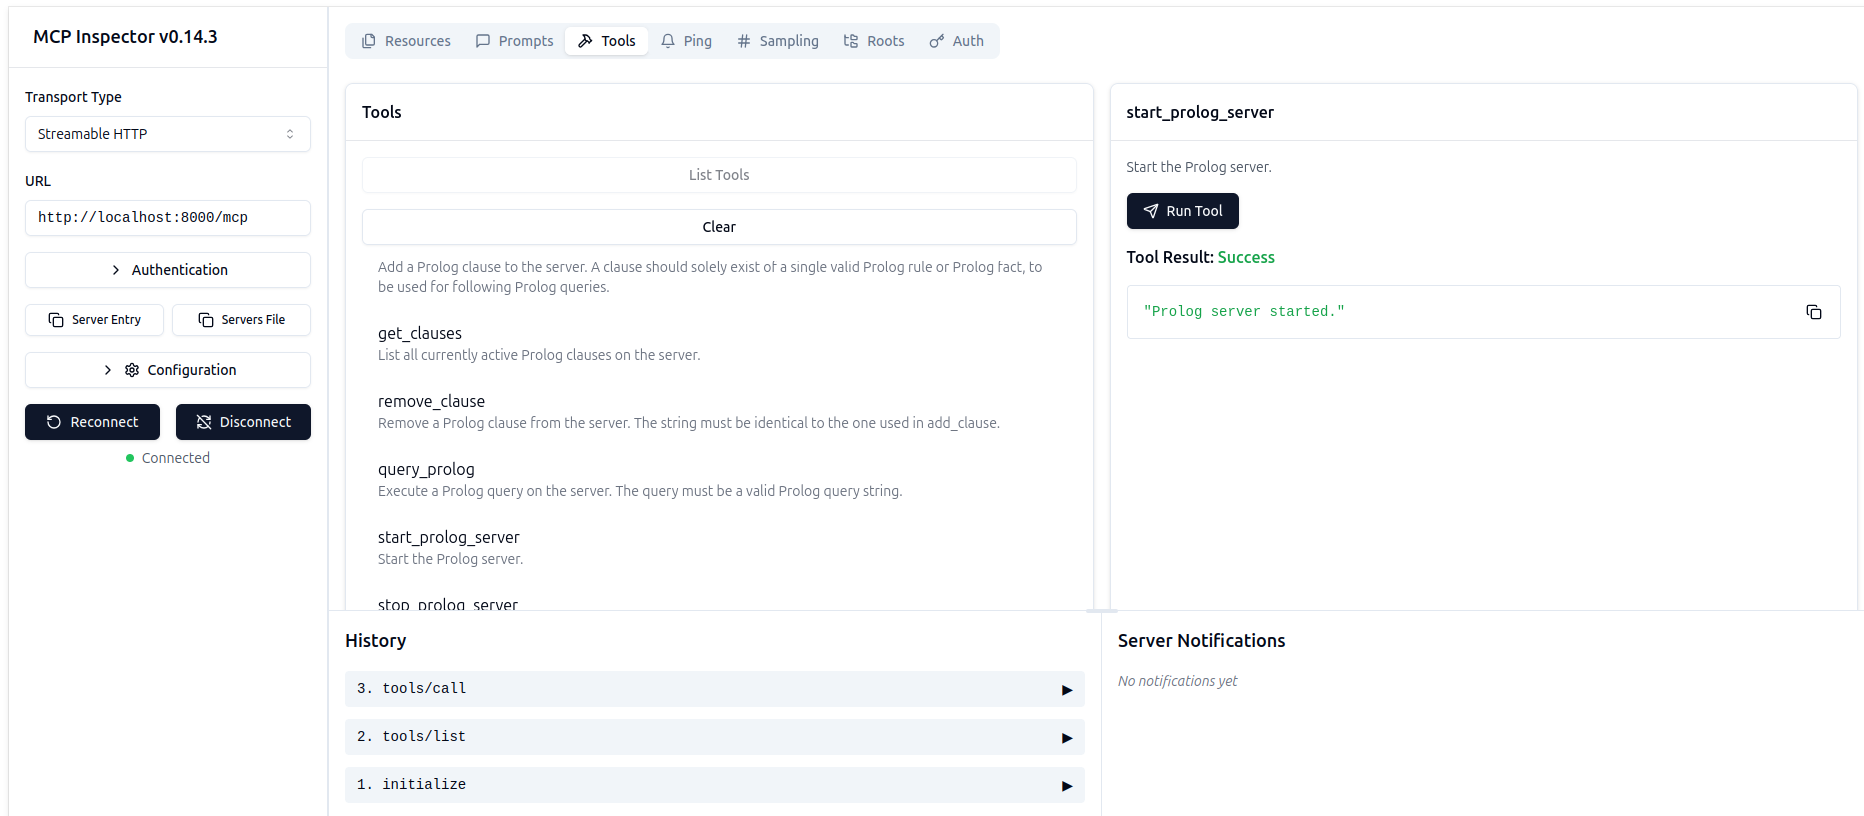 MCP Inspector v0.14.3
Transport Type
Streamable HTTP
URL
http://localhost:8000/mcp
Authentication
Server Entry
Servers File
Configuration
Reconnect
Disconnect
Connected
Resources
Prompts
Tools
Ping
Sampling
Roots
Auth
Tools
List Tools
Clear
Add a Prolog clause to the server. A clause should solely exist of a single valid Prolog rule or Prolog fact, to
be used for following Prolog queries.
get_clauses
List all currently active Prolog clauses on the server.
remove_clause
Remove a Prolog clause from the server. The string must be identical to the one used in add_clause.
query_prolog
Execute a Prolog query on the server. The query must be a valid Prolog query string.
start_prolog_server
Start the Prolog server.
stop_prolog_server
start_prolog_server
Start the Prolog server.
Run Tool
Tool Result: Success
"Prolog server started."
History
3. tools/call
2. tools/list
1. initialize
Server Notifications
No notifications yet